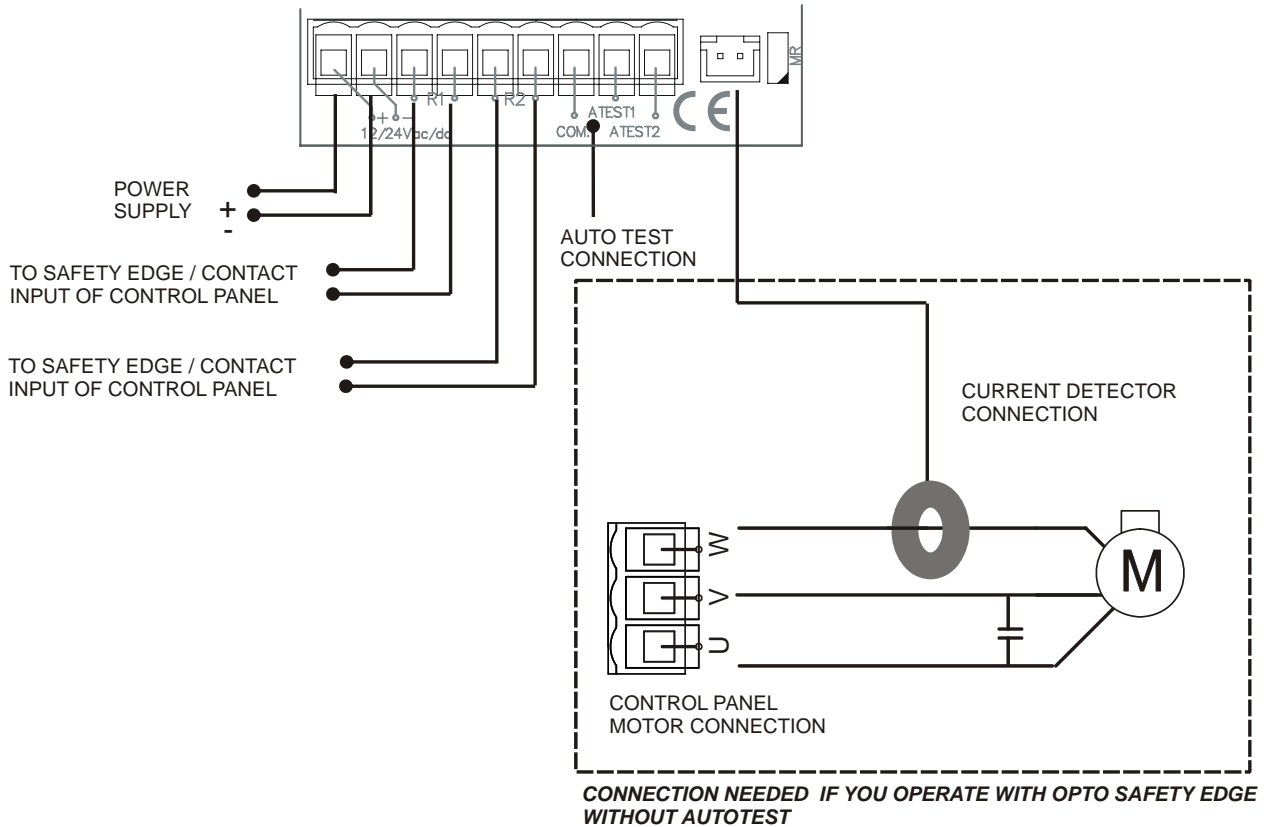 MR
R1
R2
+ -
12/24Vac/dc
ATEST1
COM.
ATEST2
CE
POWER
SUPPLY
+
-
AUTO TEST
CONNECTION
TO SAFETY EDGE / CONTACT
INPUT OF CONTROL PANEL
TO SAFETY EDGE / CONTACT
INPUT OF CONTROL PANEL
CURRENT DETECTOR
CONNECTION
W
V
U
M
CONTROL PANEL
MOTOR CONNECTION
CONNECTION NEEDED IF YOU OPERATE WITH OPTO SAFETY EDGE
WITHOUT AUTOTEST